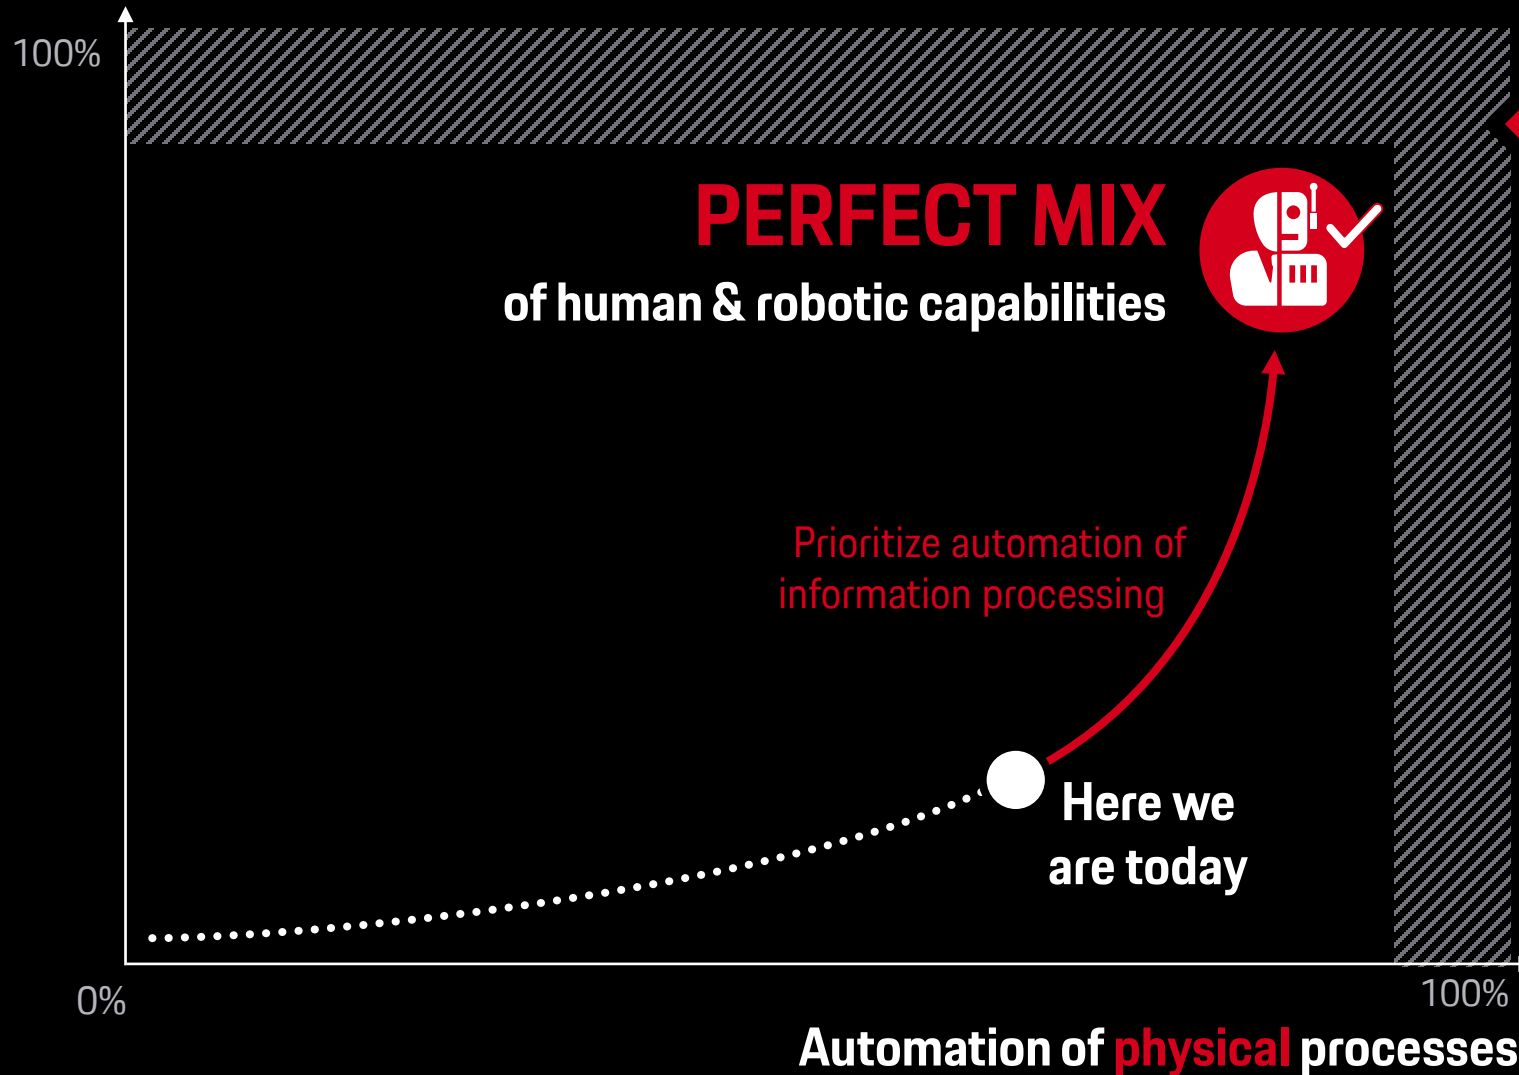 100%
PERFECT MIX
of human & robotic capabilities
Prioritize automation of
information processing
Here we
are today
0%
100%
Automation of physical processes